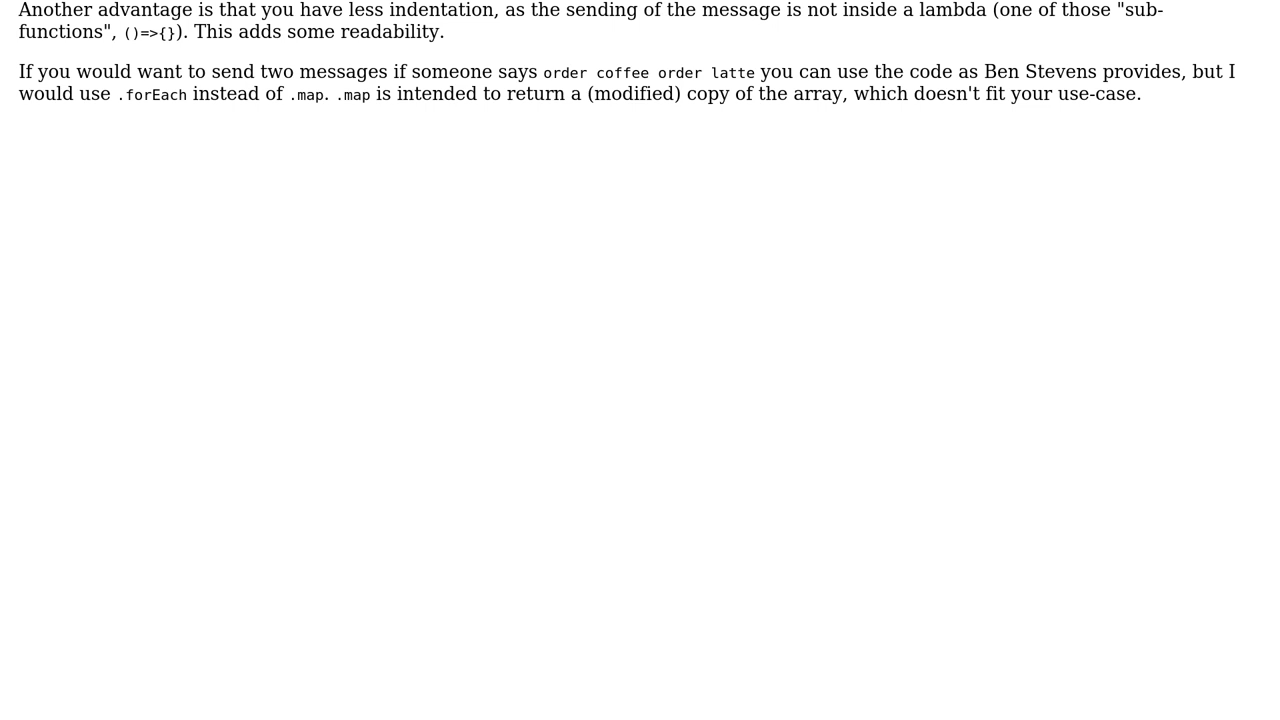 Another advantage is that you have less indentation, as the sending of the message is not inside a lambda (one of those "sub-
functions", ()=>{}). This adds some readability.
If you would want to send two messages if someone says order coffee order latte you can use the code as Ben Stevens provides, but I
would use .forEach instead of .map. .map is intended to return a (modified) copy of the array, which doesn't fit your use-case.